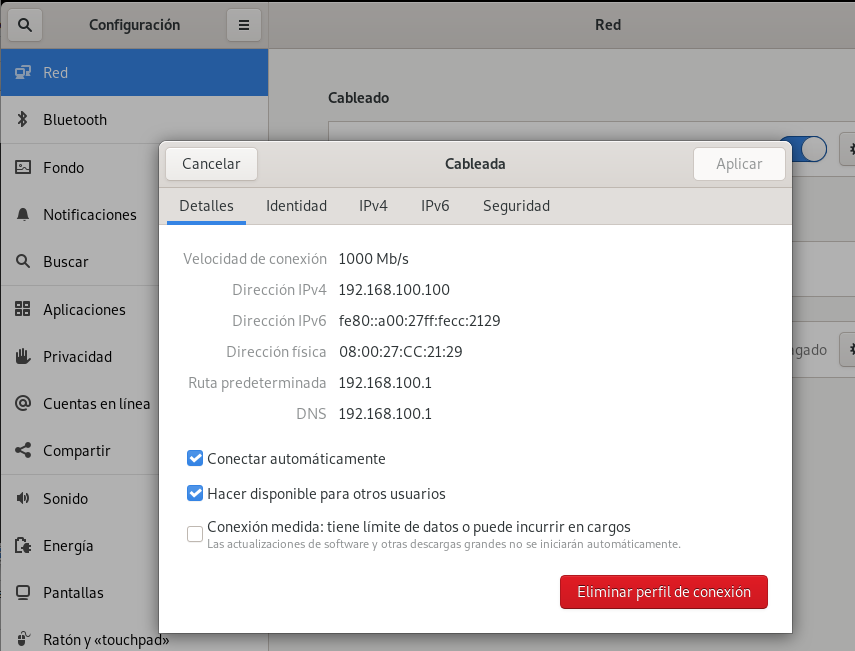 Configuración
Red
Red
Bluetooth
Fondo
Notificaciones
Buscar
Aplicaciones
Privacidad
Cuentas en línea
Compartir
Sonido
Energía
Pantallas
Ratón y «touchpad»
Cableado
Cancelar
Cableada
Aplicar
Detalles
Identidad
IPv4
IPv6
Seguridad
Velocidad de conexión 1000 Mb/s
Dirección IPv4 192.168.100.100
Dirección IPv6 fe80::a00:27ff:fecc:2129
Dirección física 08:00:27:CC:21:29
Ruta predeterminada 192.168.100.1
DNS 192.168.100.1
Conectar automáticamente
Hacer disponible para otros usuarios
Conexión medida: tiene límite de datos o puede incurrir en cargos
Las actualizaciones de software y otras descargas grandes no se iniciarán automáticamente.
Eliminar perfil de conexión